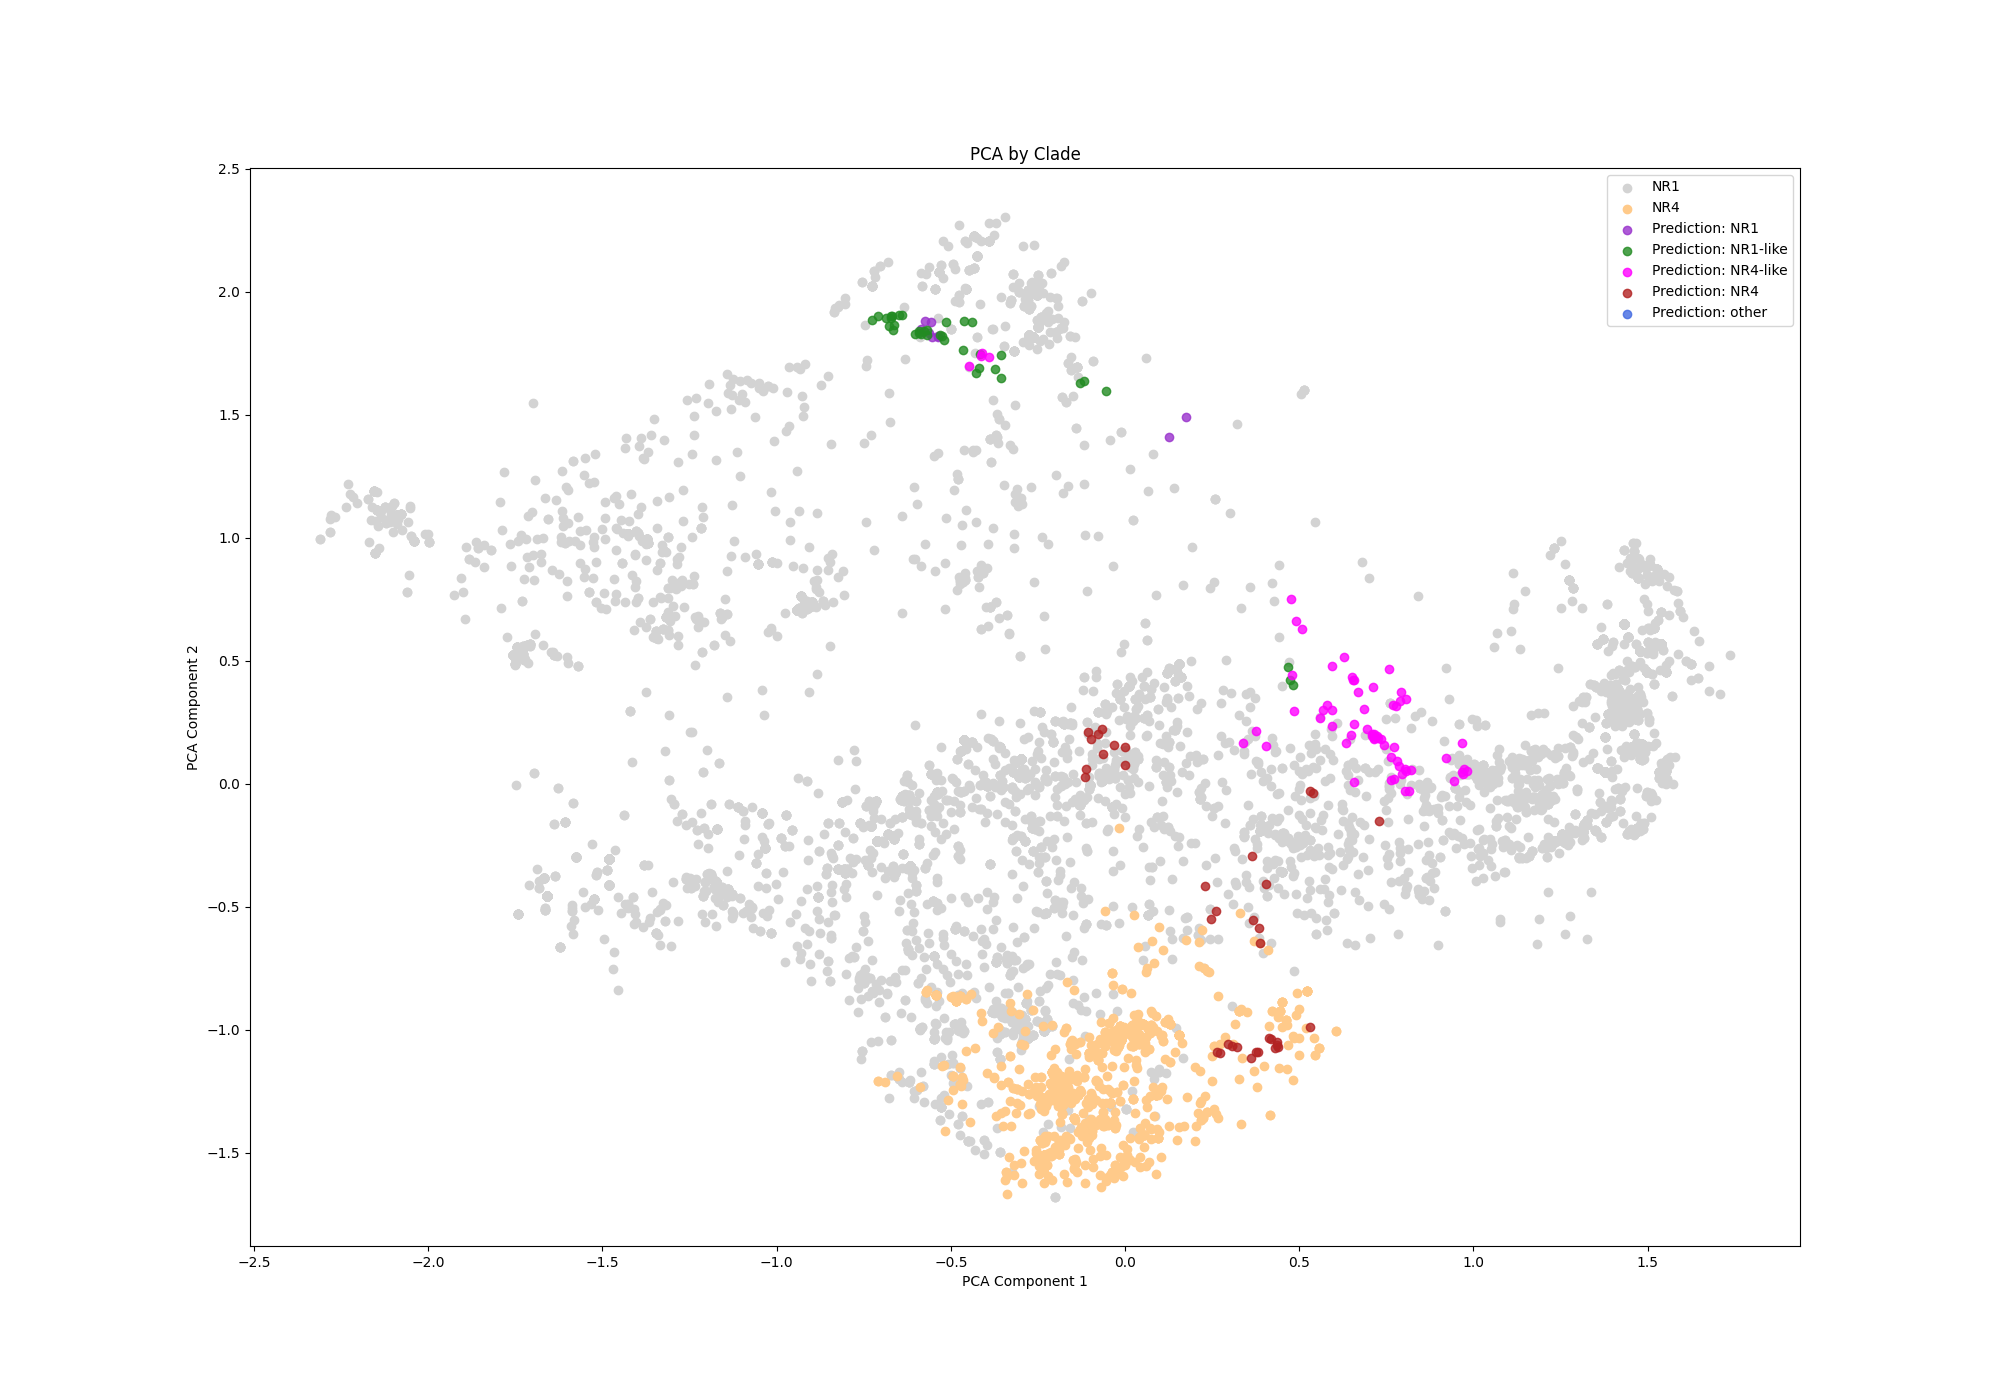 PCA by Clade
NR1
NR4
Prediction: NR1
Prediction: NR1-like
Prediction: NR4-like
Prediction: NR4
Prediction: other
PCA Component 2
2.5
2.0
1.5
1.0
0.5
0.0
−0.5
−1.0
−1.5
−2.5
−2.0
−1.5
−1.0
−0.5
0.0
0.5
1.0
1.5
PCA Component 1